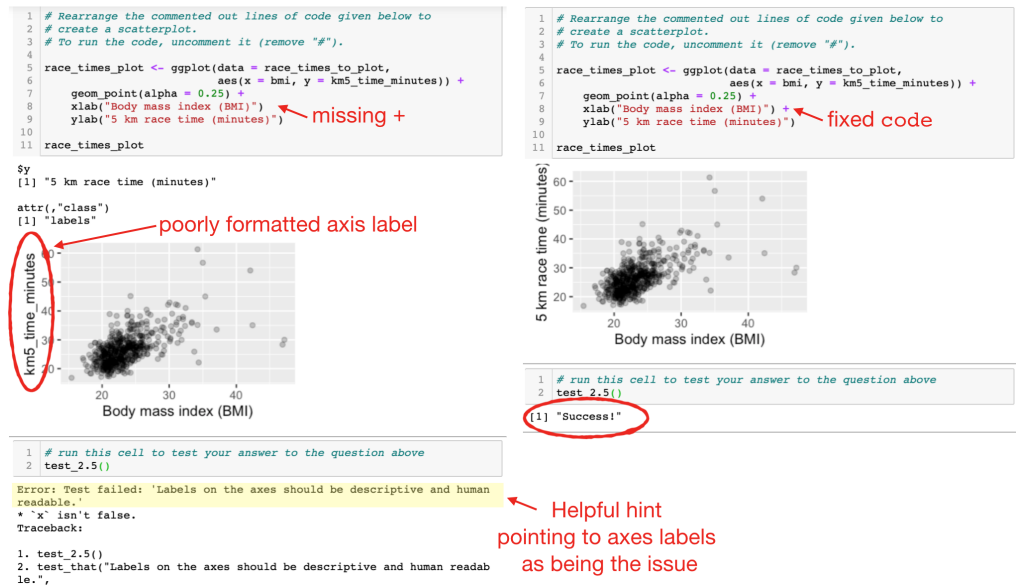 1 # Rearrange the commented out lines of code given below to
2 # create a scatterplot.
3 # To run the code, uncomment it (remove "#").
4
5 race_times_plot <- ggplot(data = race_times_to_plot,
6 aes(x = bmi, y = km5_time_minutes)) +
7 geom_point(alpha = 0.25) +
8 xlab("Body mass index (BMI)")
9 ylab("5 km race time (minutes)")
10
11 race_times_plot
missing +
$y
[1] "5 km race time (minutes)"
attr(,"class")
[1] "labels"
poorly formatted axis label
km5_time_minutes
60
50
40
30
20
20 30 40
Body mass index (BMI)
1 # run this cell to test your answer to the question above
2 test_2.5()
Error: Test failed: 'Labels on the axes should be descriptive and human
readable.'
* `x` isn't false.
Traceback:
1. test_2.5()
2. test_that("Labels on the axes should be descriptive and human readab
le.",
Helpful hint
pointing to axes labels
as being the issue
1 # Rearrange the commented out lines of code given below to
2 # create a scatterplot.
3 # To run the code, uncomment it (remove "#").
4
5 race_times_plot <- ggplot(data = race_times_to_plot,
6 aes(x = bmi, y = km5_time_minutes)) +
7 geom_point(alpha = 0.25) +
8 xlab("Body mass index (BMI)") +
9 ylab("5 km race time (minutes)")
10
11 race_times_plot
fixed code
5 km race time (minutes)
60
50
40
30
20
20 30 40
Body mass index (BMI)
1 # run this cell to test your answer to the question above
2 test_2.5()
[1] "Success!"